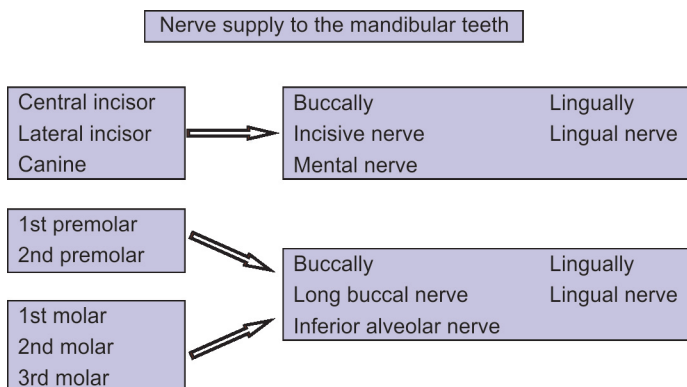 Nerve supply to the mandibular teeth
Central incisor
Lateral incisor
Canine
Buccally Lingually
Incisive nerve Lingual nerve
Mental nerve
1st premolar
2nd premolar
1st molar
2nd molar
3rd molar
Buccally Lingually
Long buccal nerve Lingual nerve
Inferior alveolar nerve